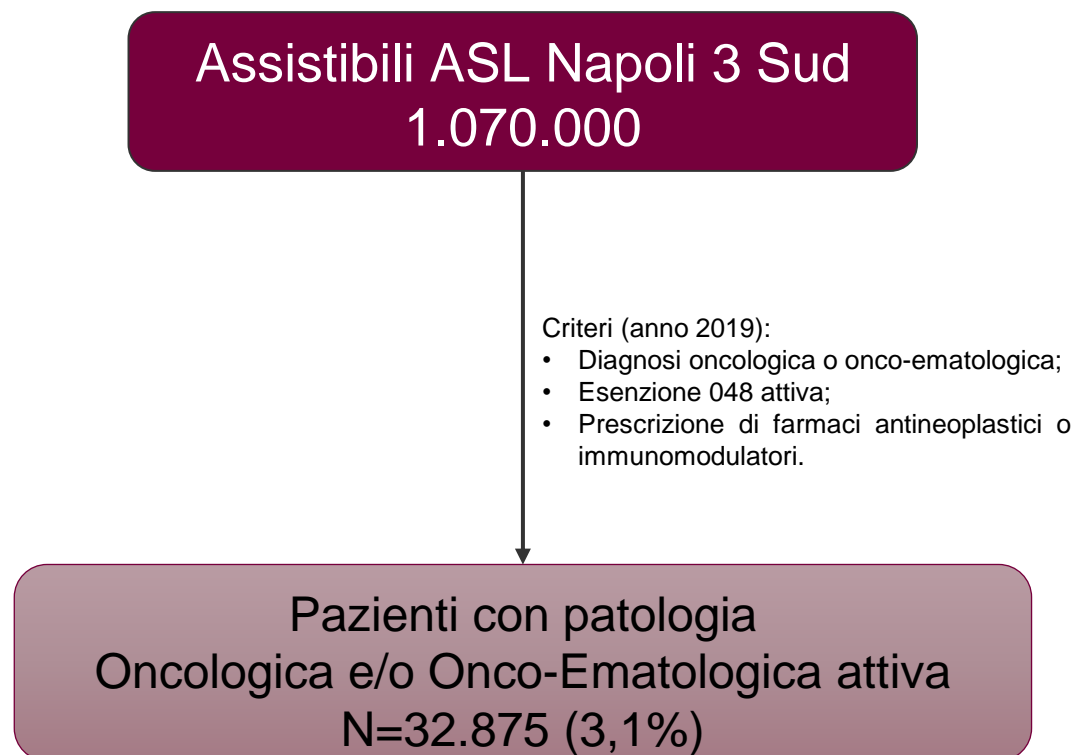 Assistibili ASL Napoli 3 Sud
1.070.000
Criteri (anno 2019):
• Diagnosi oncologica o onco-ematologica;
• Esenzione 048 attiva;
• Prescrizione di farmaci antineoplastici o
immunomodulatori.
Pazienti con patologia
Oncologica e/o Onco-Ematologica attiva
N=32.875 (3,1%)